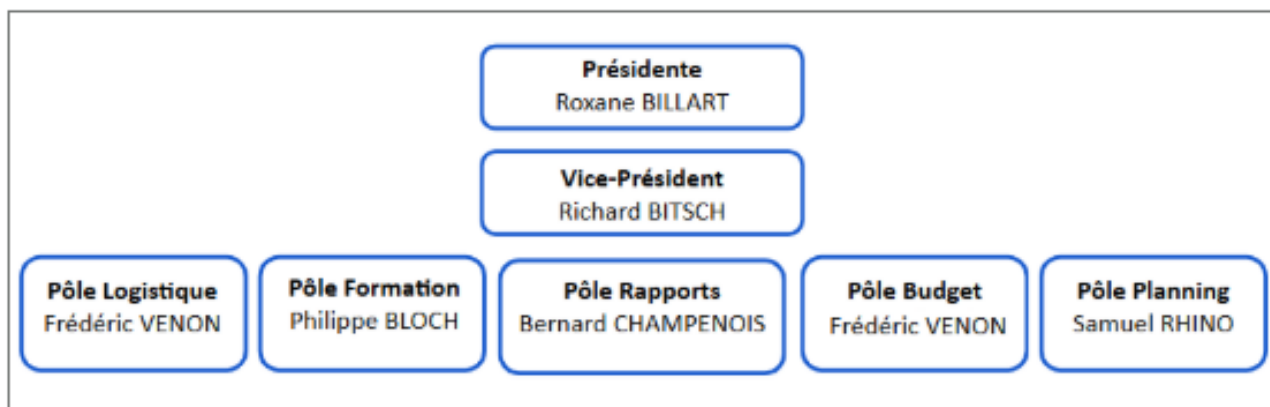 Présidente
Roxane BILLART
Vice-Président
Richard BITSCH
Pôle Logistique
Frédéric VENON
Pôle Formation
Philippe BLOCH
Pôle Rapports
Bernard CHAMPENOIS
Pôle Budget
Frédéric VENON
Pôle Planning
Samuel RHINO